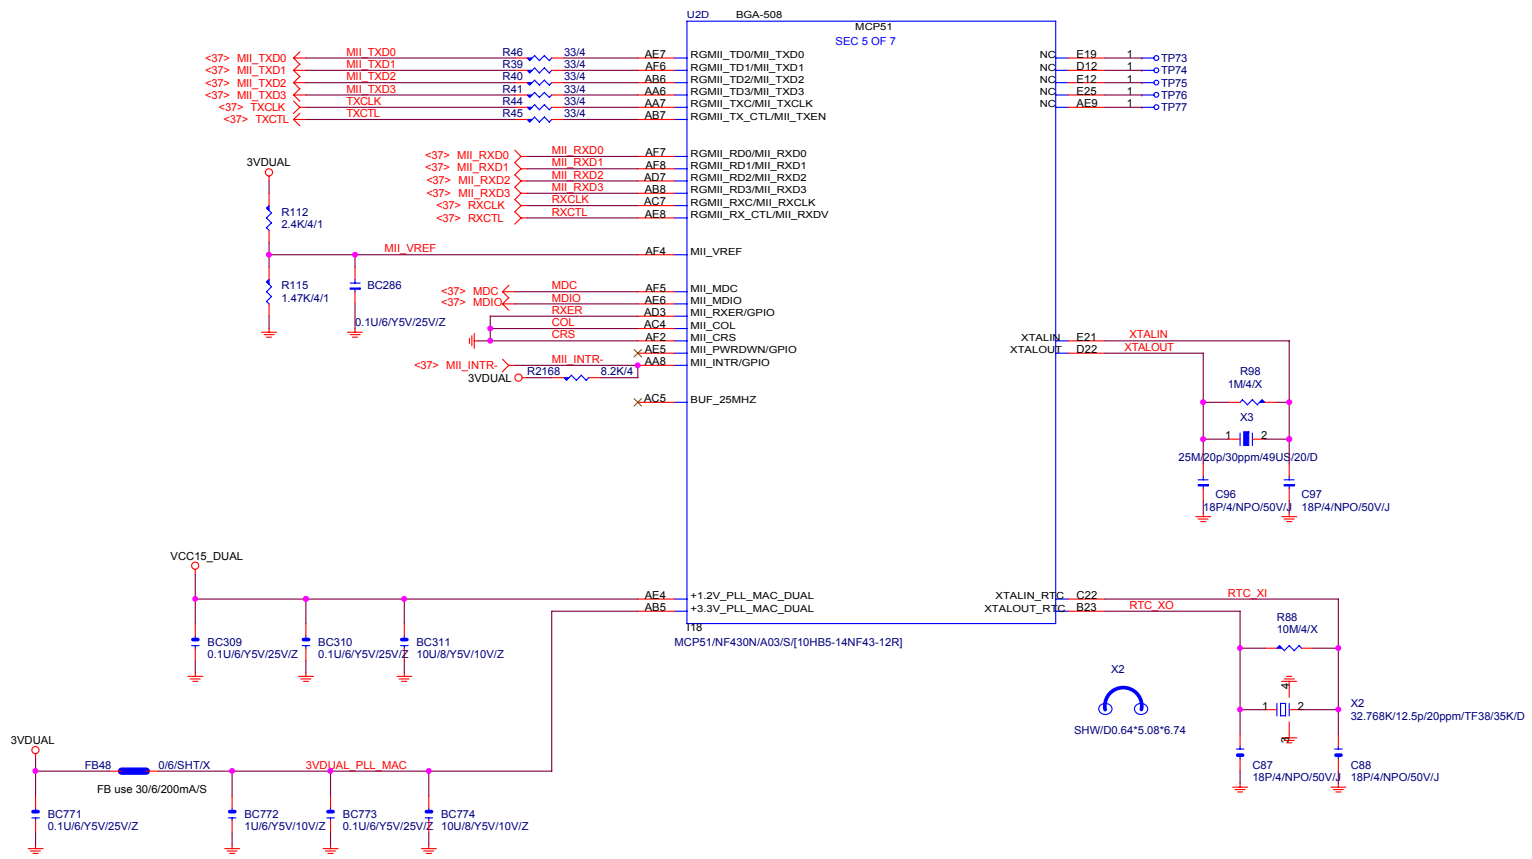 U2D BGA-508
MCP51
SEC 5 OF 7
<37> MII_TXD0 MII_TXD0 R46 33/4 AE7 RGMII_TD0/MII_TXD0
<37> MII_TXD1 MII_TXD1 R39 33/4 AF6 RGMII_TD1/MII_TXD1
<37> MII_TXD2 MII_TXD2 R40 33/4 AB6 RGMII_TD2/MII_TXD2
<37> MII_TXD3 MII_TXD3 R41 33/4 AA6 RGMII_TD3/MII_TXD3
<37> TXCLK TXCLK R44 33/4 AA7 RGMII_TXC/MII_TXCLK
<37> TXCTL TXCTL R45 33/4 AB7 RGMII_TX_CTL/MII_TXEN
NC E19 1 TP73
NC D12 1 TP74
NC E12 1 TP75
NC E25 1 TP76
NC AE9 1 TP77
<37> MII_RXD0 MII_RXD0 AF7 RGMII_RD0/MII_RXD0
<37> MII_RXD1 MII_RXD1 AF8 RGMII_RD1/MII_RXD1
<37> MII_RXD2 MII_RXD2 AD7 RGMII_RD2/MII_RXD2
<37> MII_RXD3 MII_RXD3 AB8 RGMII_RD3/MII_RXD3
<37> RXCLK RXCLK AC7 RGMII_RXC/MII_RXCLK
<37> RXCTL RXCTL AE8 RGMII_RX_CTL/MII_RXDV
3VDUAL
R112
2.4K/4/1
MII_VREF AF4 MII_VREF
R115
1.47K/4/1
BC286
0.1U/6/Y5V/25V/Z
<37> MDC MDC AF5 MII_MDC
<37> MDIO MDIO AE6 MII_MDIO
RXER AD3 MII_RXER/GPIO
COL AC4 MII_COL
CRS AF2 MII_CRS
AE5 MII_PWRDWN/GPIO
<37> MII_INTR- MII_INTR- AA8 MII_INTR/GPIO
3VDUAL R2168 8.2K/4
AC5 BUF_25MHZ
XTALIN E21 XTALIN
XTALOUT D22 XTALOUT
R98
1M/4/X
X3
1 2
25M/20p/30ppm/49US/20/D
C96
18P/4/NPO/50V/J
C97
18P/4/NPO/50V/J
VCC15_DUAL
AE4 +1.2V_PLL_MAC_DUAL
AB5 +3.3V_PLL_MAC_DUAL
I18
MCP51/NF430N/A03/S/[10HB5-14NF43-12R]
BC309
0.1U/6/Y5V/25V/Z
BC310
0.1U/6/Y5V/25V/Z
BC311
10U/8/Y5V/10V/Z
XTALIN_RTC C22 RTC_XI
XTALOUT_RTC B23 RTC_XO
R88
10M/4/X
X2
SHW/D0.64*5.08*6.74
4
1 2
3
X2
32.768K/12.5p/20ppm/TF38/35K/D
C87
18P/4/NPO/50V/J
C88
18P/4/NPO/50V/J
3VDUAL
FB48 0/6/SHT/X 3VDUAL_PLL_MAC
FB use 30/6/200mA/S
BC771
0.1U/6/Y5V/25V/Z
BC772
1U/6/Y5V/10V/Z
BC773
0.1U/6/Y5V/25V/Z
BC774
10U/8/Y5V/10V/Z